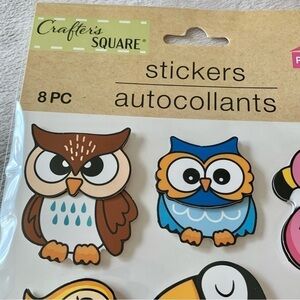 Crafter's
SQUARE
stickers
8 PC
autocollants